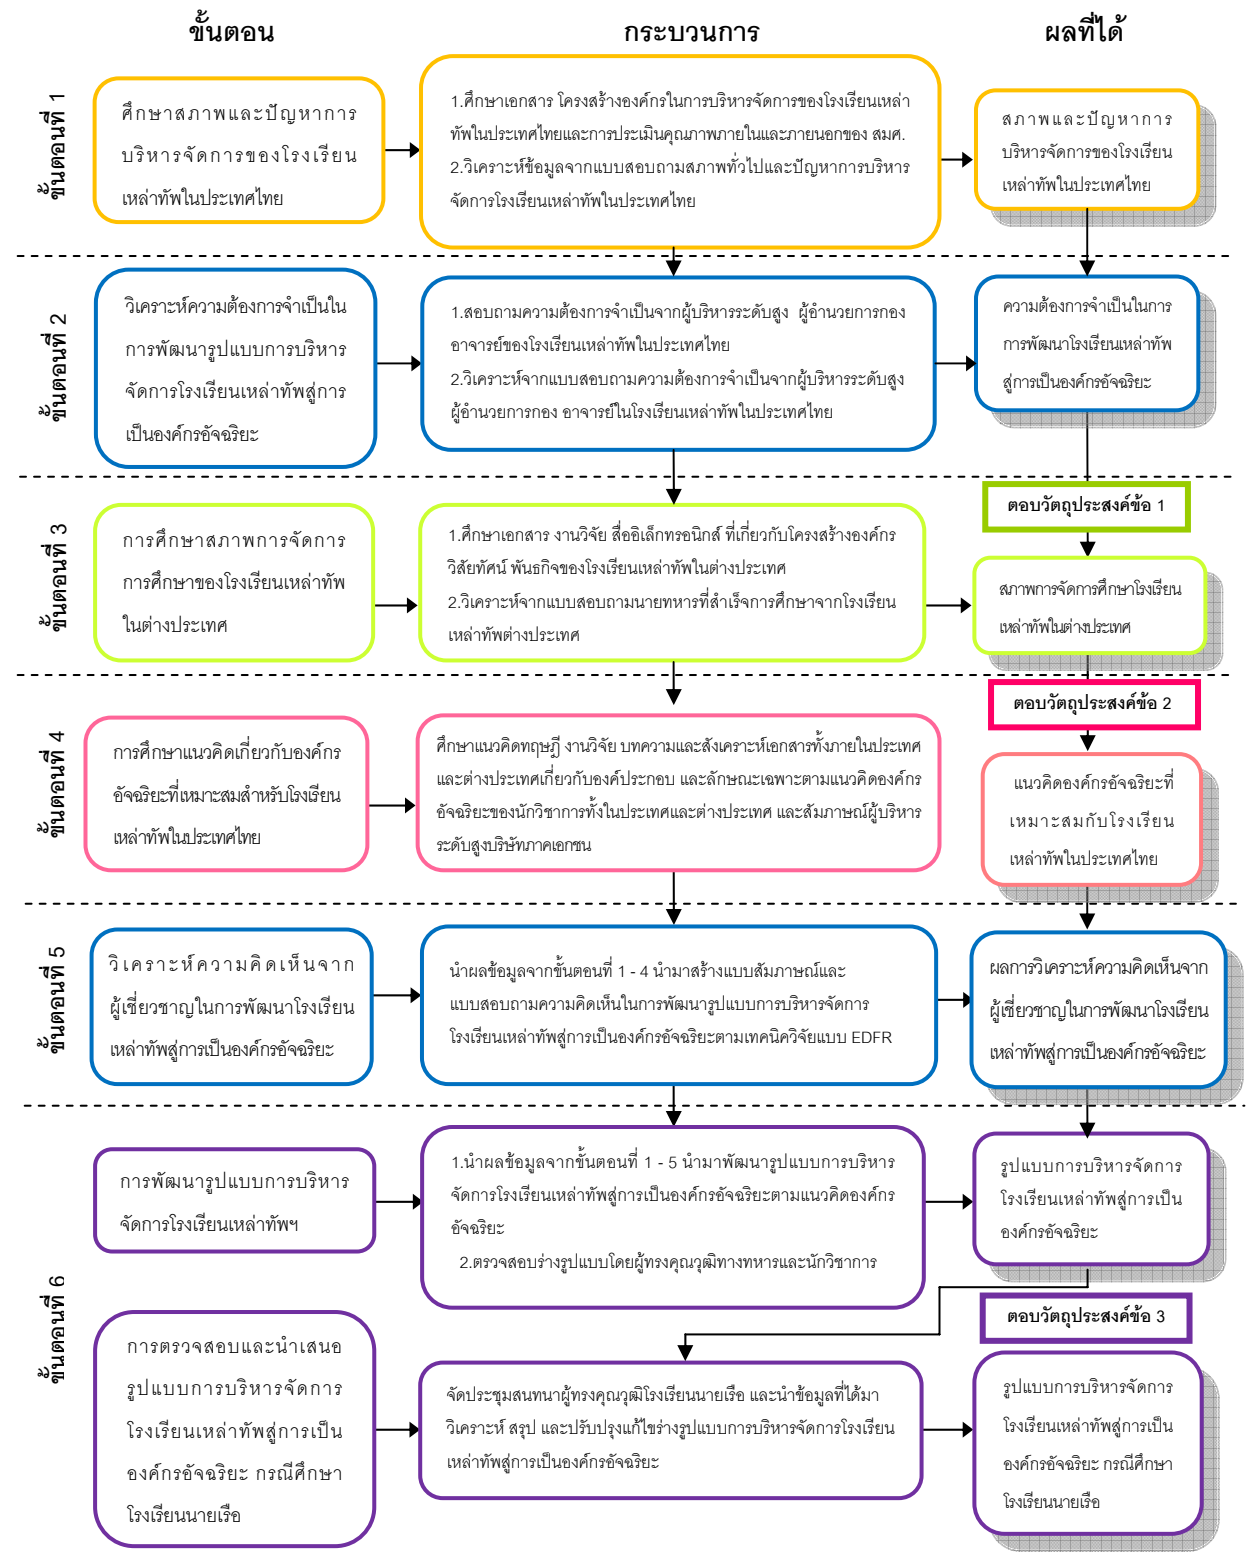 ขั้นตอน
กระบวนการ
ผลที่ได้
ขั้นตอนที่ 1
ศึกษาสภาพและปัญหาการ
บริหารจัดการของโรงเรียน
เหล่าทัพในประเทศไทย
1.ศึกษาเอกสาร โครงสร้างองค์กรในการบริหารจัดการของโรงเรียนเหล่า
ทัพในประเทศไทยและการประเมินคุณภาพภายในและภายนอกของ สมศ.
2.วิเคราะห์ข้อมูลจากแบบสอบถามสภาพทั่วไปและปัญหาการบริหาร
จัดการโรงเรียนเหล่าทัพในประเทศไทย
สภาพและปัญหาการ
บริหารจัดการของโรงเรียน
เหล่าทัพในประเทศไทย
ขั้นตอนที่ 2
วิเคราะห์ความต้องการจำเป็นใน
การพัฒนารูปแบบการบริหาร
จัดการโรงเรียนเหล่าทัพสู่การ
เป็นองค์กรอัจฉริยะ
1.สอบถามความต้องการจำเป็นจากผู้บริหารระดับสูง ผู้อำนวยการกอง
อาจารย์ของโรงเรียนเหล่าทัพในประเทศไทย
2.วิเคราะห์จากแบบสอบถามความต้องการจำเป็นจากผู้บริหารระดับสูง
ผู้อำนวยการกอง อาจารย์ในโรงเรียนเหล่าทัพในประเทศไทย
ความต้องการจำเป็นในการ
การพัฒนาโรงเรียนเหล่าทัพ
สู่การเป็นองค์กรอัจฉริยะ
ขั้นตอนที่ 3
การศึกษาสภาพการจัดการ
การศึกษาของโรงเรียนเหล่าทัพ
ในต่างประเทศ
1.ศึกษาเอกสาร งานวิจัย สื่ออิเล็กทรอนิกส์ ที่เกี่ยวกับโครงสร้างองค์กร
วิสัยทัศน์ พันธกิจของโรงเรียนเหล่าทัพในต่างประเทศ
2.วิเคราะห์จากแบบสอบถามนายทหารที่สำเร็จการศึกษาจากโรงเรียน
เหล่าทัพต่างประเทศ
ตอบวัตถุประสงค์ข้อ 1
สภาพการจัดการศึกษาโรงเรียน
เหล่าทัพในต่างประเทศ
ขั้นตอนที่ 4
การศึกษาแนวคิดเกี่ยวกับองค์กร
อัจฉริยะที่เหมาะสมสำหรับโรงเรียน
เหล่าทัพในประเทศไทย
ศึกษาแนวคิดทฤษฎี งานวิจัย บทความและสังเคราะห์เอกสารทั้งภายในประเทศ
และต่างประเทศเกี่ยวกับองค์ประกอบ และลักษณะเฉพาะตามแนวคิดองค์กร
อัจฉริยะของนักวิชาการทั้งในประเทศและต่างประเทศ และสัมภาษณ์ผู้บริหาร
ระดับสูงบริษัทภาคเอกชน
ตอบวัตถุประสงค์ข้อ 2
แนวคิดองค์กรอัจฉริยะที่
เหมาะสมกับโรงเรียน
เหล่าทัพในประเทศไทย
ขั้นตอนที่ 5
วิเคราะห์ความคิดเห็นจาก
ผู้เชี่ยวชาญในการพัฒนาโรงเรียน
เหล่าทัพสู่การเป็นองค์กรอัจฉริยะ
นำผลข้อมูลจากขั้นตอนที่ 1 - 4 นำมาสร้างแบบสัมภาษณ์และ
แบบสอบถามความคิดเห็นในการพัฒนารูปแบบการบริหารจัดการ
โรงเรียนเหล่าทัพสู่การเป็นองค์กรอัจฉริยะตามเทคนิควิจัยแบบ EDFR
ผลการวิเคราะห์ความคิดเห็นจาก
ผู้เชี่ยวชาญในการพัฒนาโรงเรียน
เหล่าทัพสู่การเป็นองค์กรอัจฉริยะ
ขั้นตอนที่ 6
การพัฒนารูปแบบการบริหาร
จัดการโรงเรียนเหล่าทัพฯ
1.นำผลข้อมูลจากขั้นตอนที่ 1 - 5 นำมาพัฒนารูปแบบการบริหาร
จัดการโรงเรียนเหล่าทัพสู่การเป็นองค์กรอัจฉริยะตามแนวคิดองค์กร
อัจฉริยะ
2.ตรวจสอบร่างรูปแบบโดยผู้ทรงคุณวุฒิทางทหารและนักวิชาการ
รูปแบบการบริหารจัดการ
โรงเรียนเหล่าทัพสู่การเป็น
องค์กรอัจฉริยะ
ตอบวัตถุประสงค์ข้อ 3
การตรวจสอบและนำเสนอ
รูปแบบการบริหารจัดการ
โรงเรียนเหล่าทัพสู่การเป็น
องค์กรอัจฉริยะ กรณีศึกษา
โรงเรียนนายเรือ
จัดประชุมสนทนาผู้ทรงคุณวุฒิโรงเรียนนายเรือ และนำข้อมูลที่ได้มา
วิเคราะห์ สรุป และปรับปรุงแก้ไขร่างรูปแบบการบริหารจัดการโรงเรียน
เหล่าทัพสู่การเป็นองค์กรอัจฉริยะ
รูปแบบการบริหารจัดการ
โรงเรียนเหล่าทัพสู่การเป็น
องค์กรอัจฉริยะ กรณีศึกษา
โรงเรียนนายเรือ